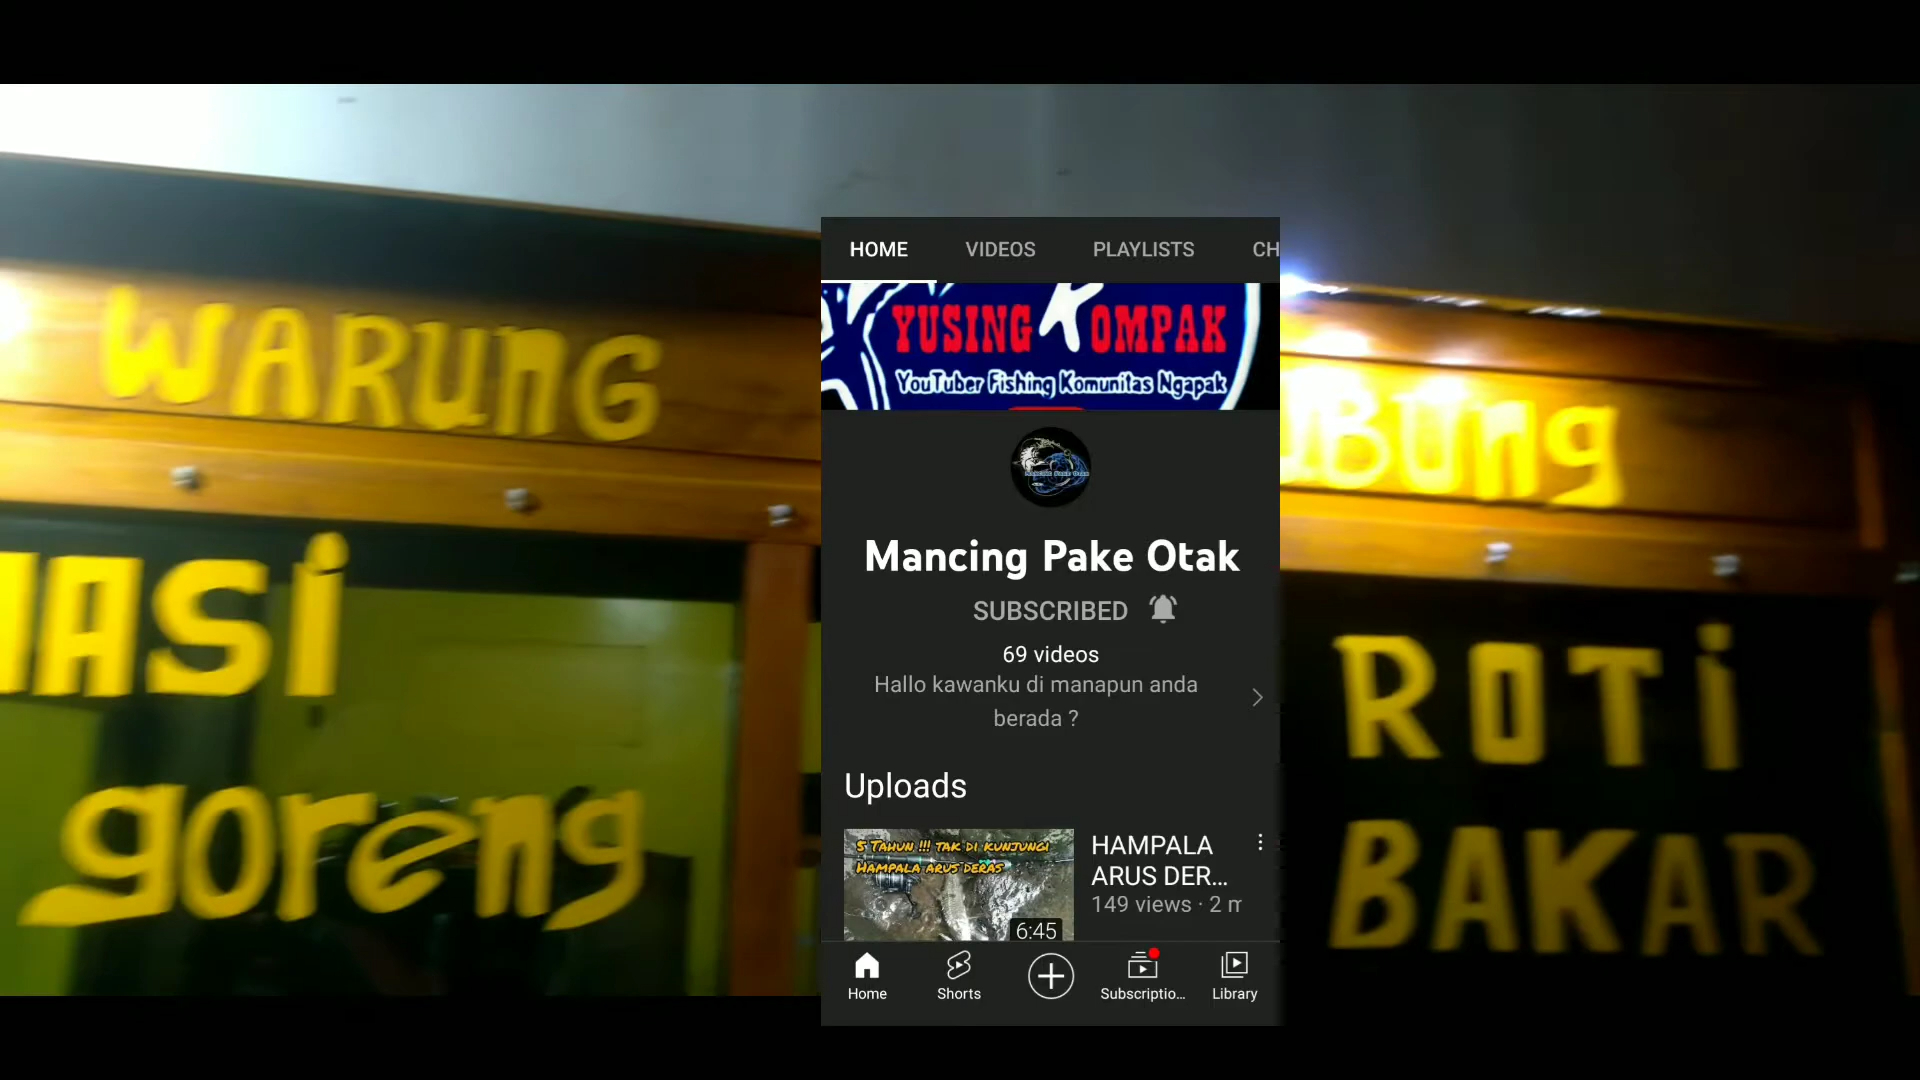 WARUNG
NASI
goreng
HOME VIDEOS PLAYLISTS CH
YUSING KOMPAK
YouTuber Fishing Komunitas Ngapak
Mancing Pake Otak
SUBSCRIBED
69 videos
Hallo kawanku di manapun anda
berada ?
Uploads
5 TAHUN !!! TAK DI KUNJUNGI
HAMPALA ARUS DERAS
6:45
HAMPALA
ARUS DER...
149 views · 2 m
Home Shorts Subscriptio... Library
ROTI
BAKAR